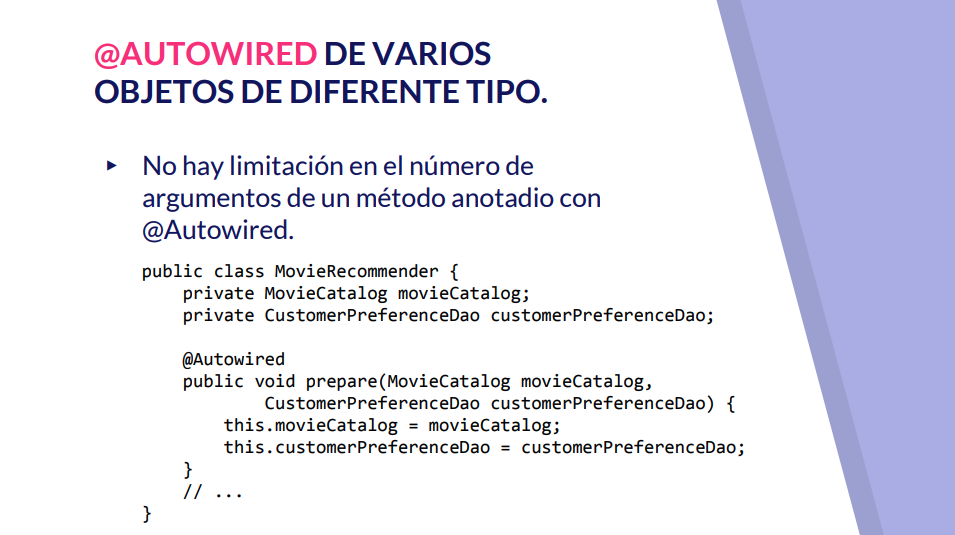 @AUTOWIRED DE VARIOS
OBJETOS DE DIFERENTE TIPO.
▸ No hay limitación en el número de
argumentos de un método anotadio con
@Autowired.
public class MovieRecommender {
    private MovieCatalog movieCatalog;
    private CustomerPreferenceDao customerPreferenceDao;

    @Autowired
    public void prepare(MovieCatalog movieCatalog,
            CustomerPreferenceDao customerPreferenceDao) {
        this.movieCatalog = movieCatalog;
        this.customerPreferenceDao = customerPreferenceDao;
    }
    // ...
}